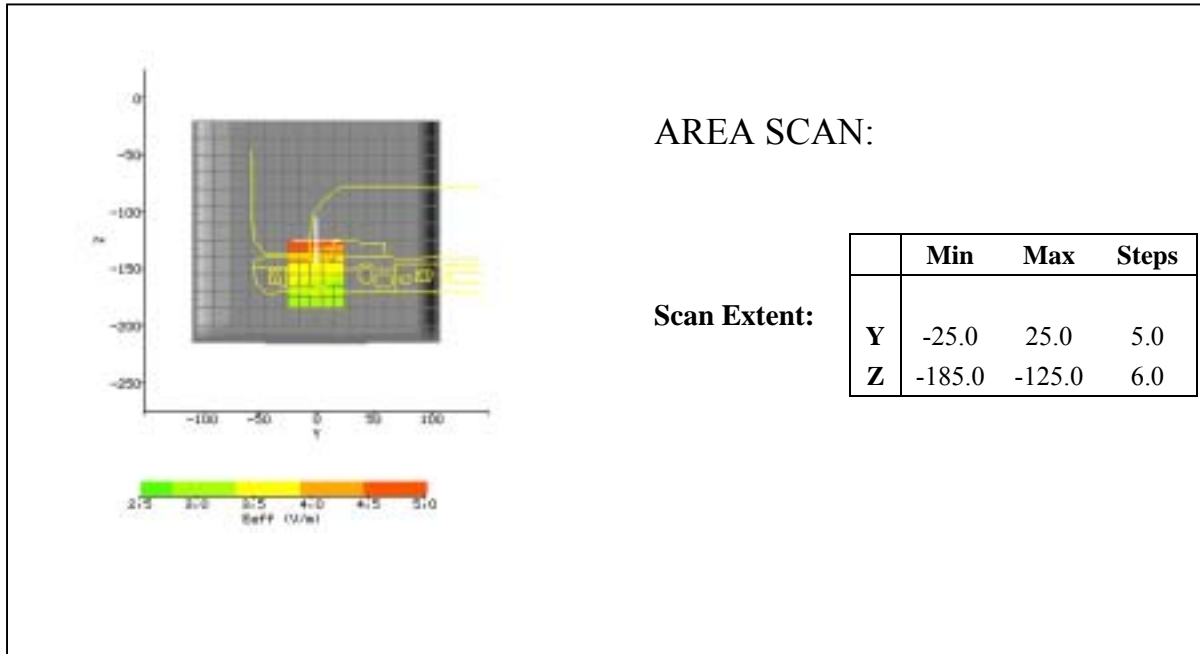 AREA SCAN:
Min Max Steps
Scan Extent:
Y -25.0 25.0 5.0
Z -185.0 -125.0 6.0
0
-50
-100
-150
-200
-250
Z
-100 -50 0 50 100
Y
2.5 3.0 3.5 4.0 4.5 5.0
Eeff (V/m)